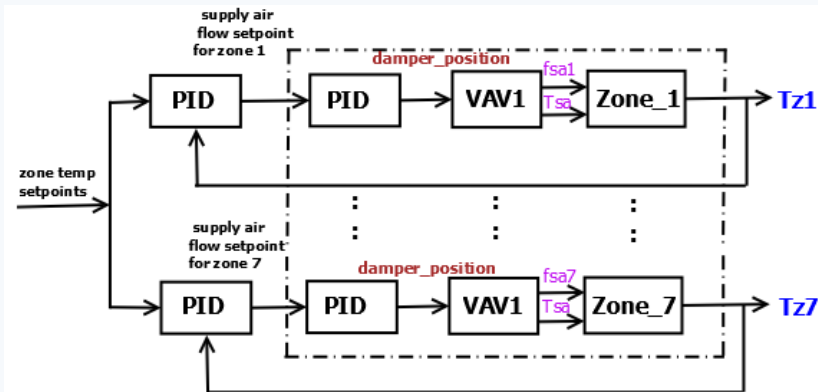 supply air
flow setpoint
for zone 1
damper_position
fsa1
PID
PID
VAV1
Tsa
Zone_1
Tz1
zone temp
setpoints
: : :
: : :
supply air
flow setpoint
for zone 7
damper_position
fsa7
PID
PID
VAV1
Tsa
Zone_7
Tz7